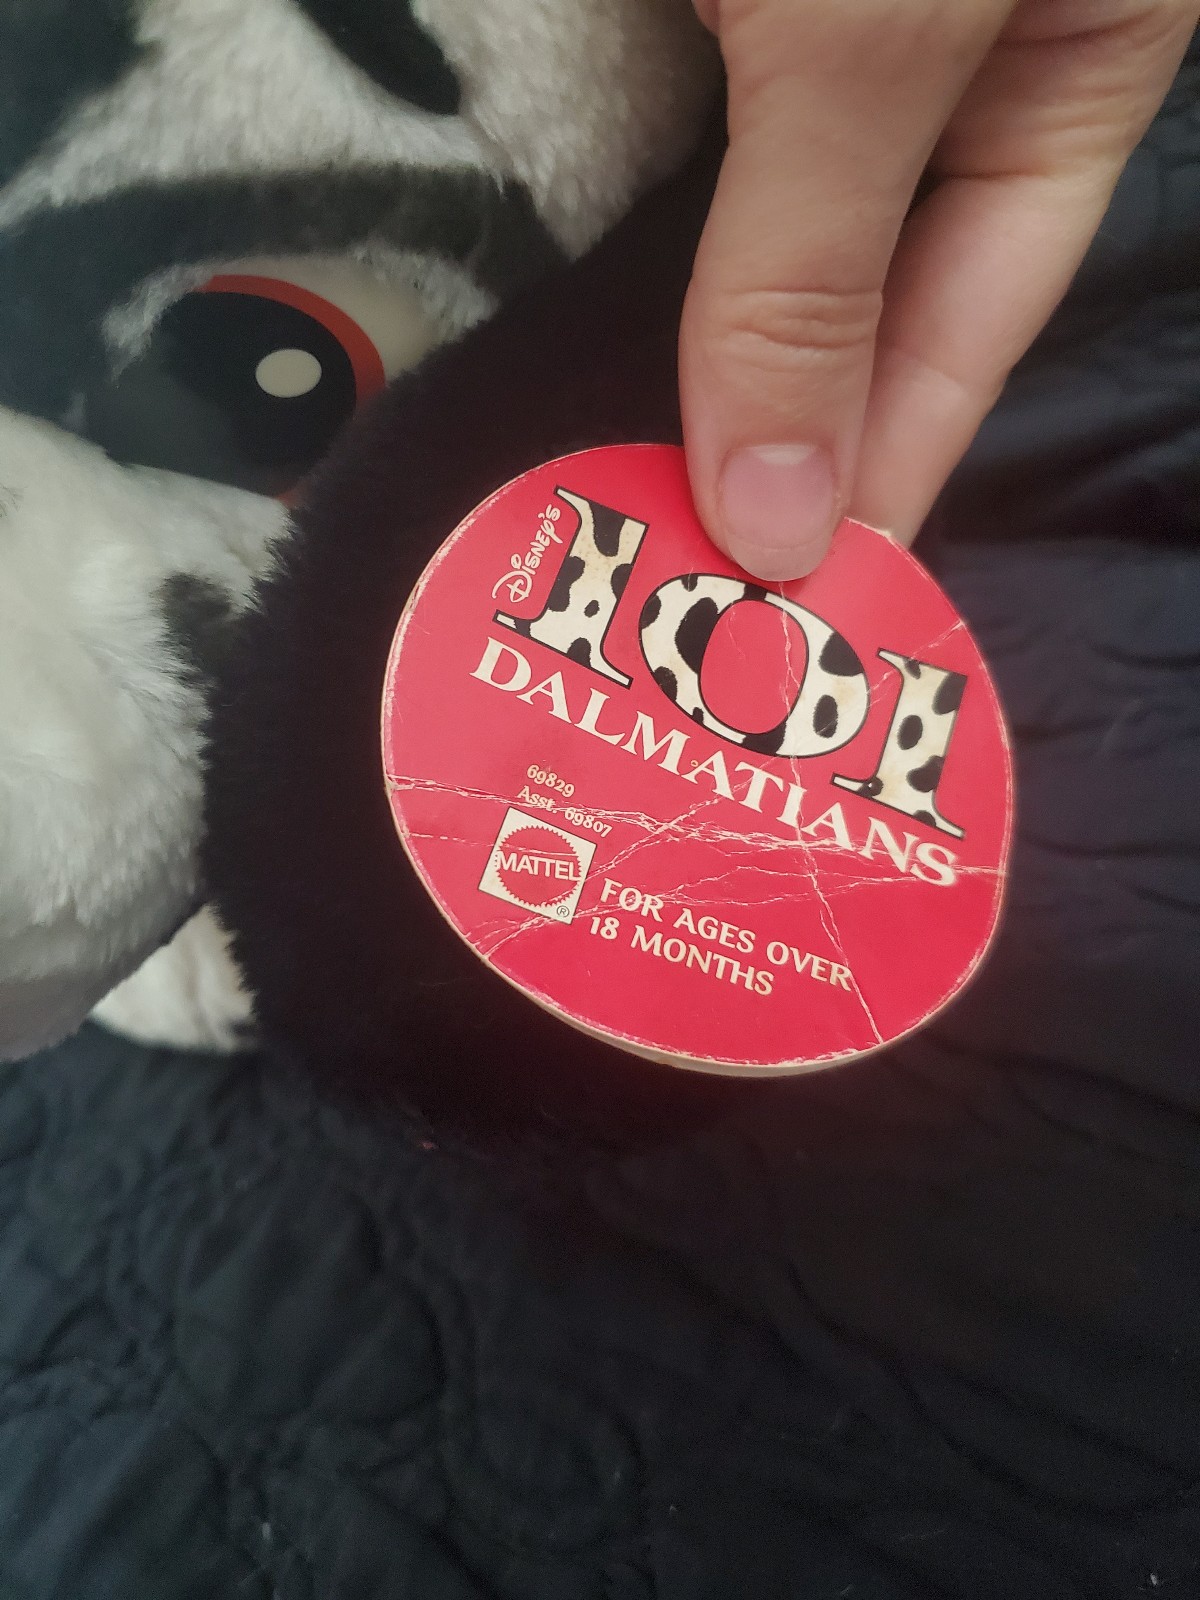 Disney's
101
DALMATIANS
69829
Asst. 69807
MATTEL
®
FOR AGES OVER
18 MONTHS